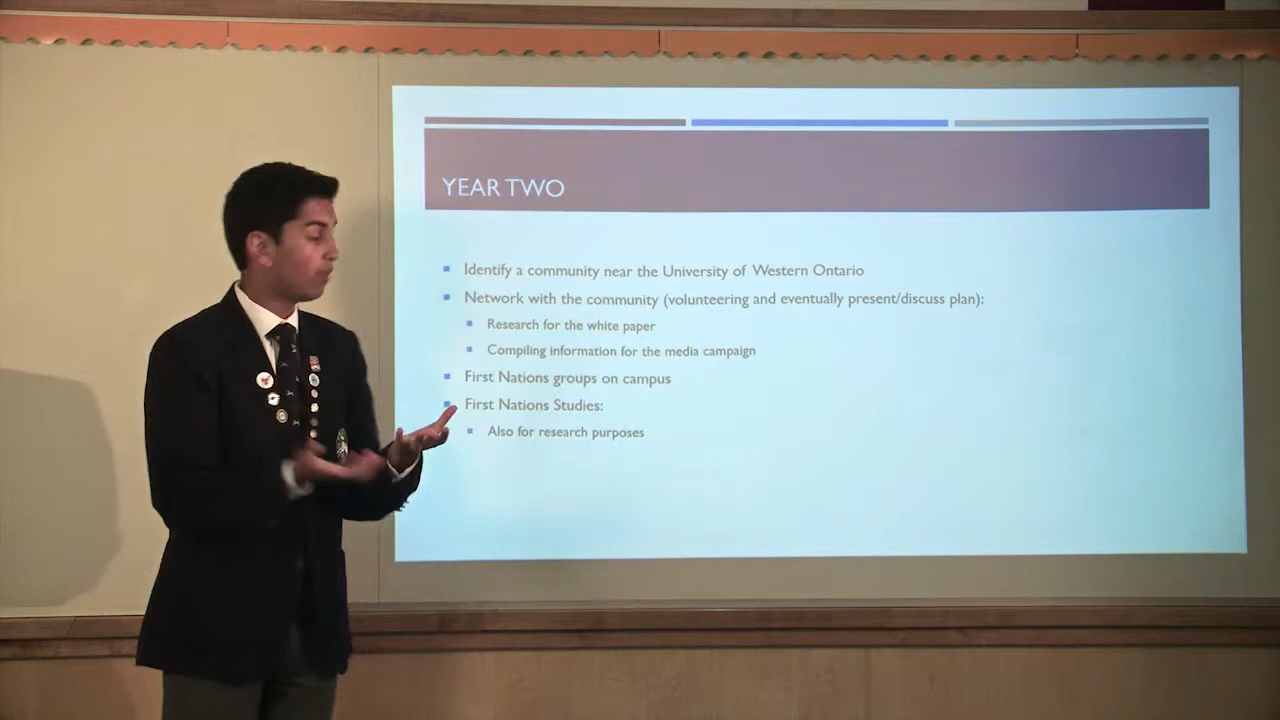 YEAR TWO
Identify a community near the University of Western Ontario
Network with the community (volunteering and eventually present/discuss plan):
Research for the white paper
Compiling information for the media campaign
First Nations groups on campus
First Nations Studies:
Also for research purposes